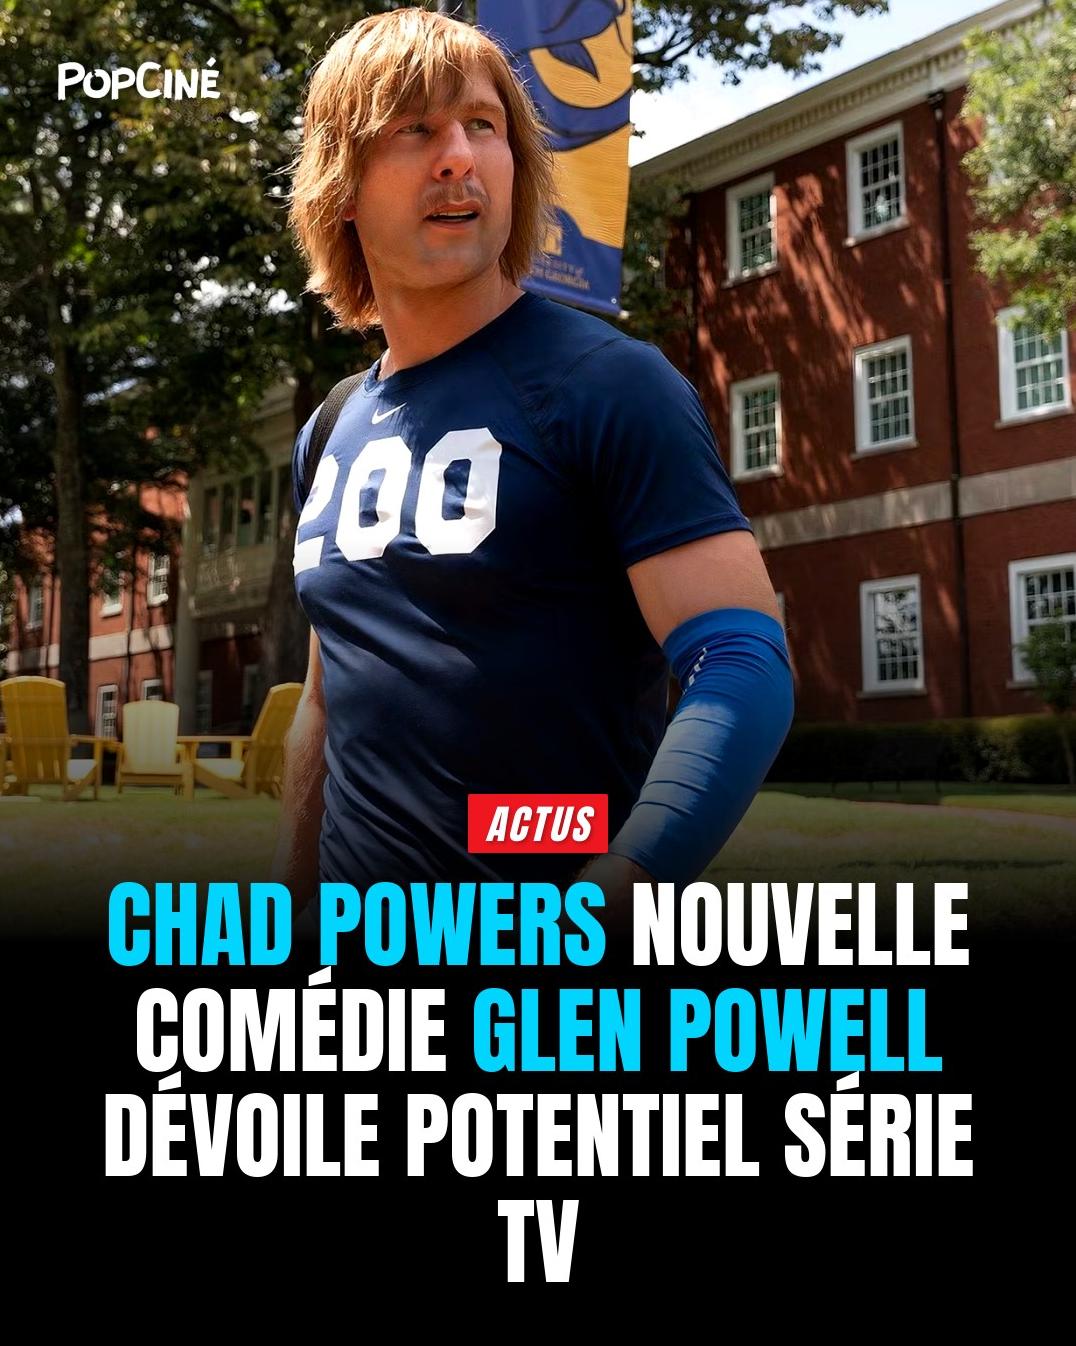 POPCINÉ
200
ACTUS
CHAD POWERS NOUVELLE
COMÉDIE GLEN POWELL
DÉVOILE POTENTIEL SÉRIE
TV